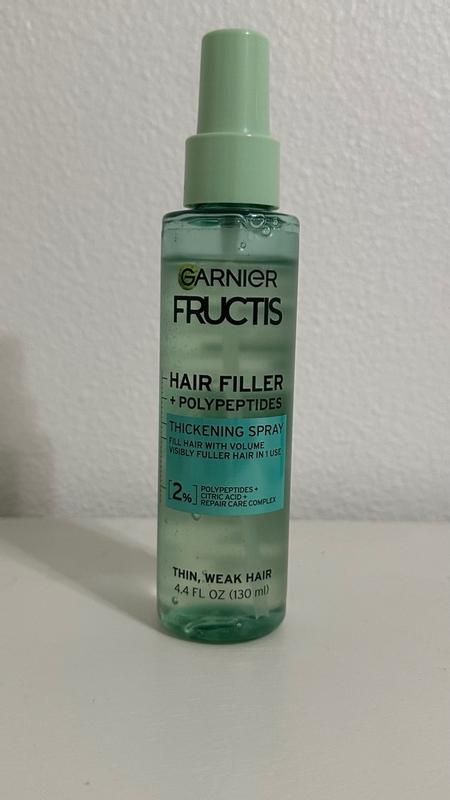 GARNIER
FRUCTIS
HAIR FILLER
+ POLYPEPTIDES
THICKENING SPRAY
FILL HAIR WITH VOLUME
VISIBLY FULLER HAIR IN 1 USE
[2%] POLYPEPTIDES +
CITRIC ACID +
REPAIR CARE COMPLEX
THIN, WEAK HAIR
4.4 FL OZ (130 ml)